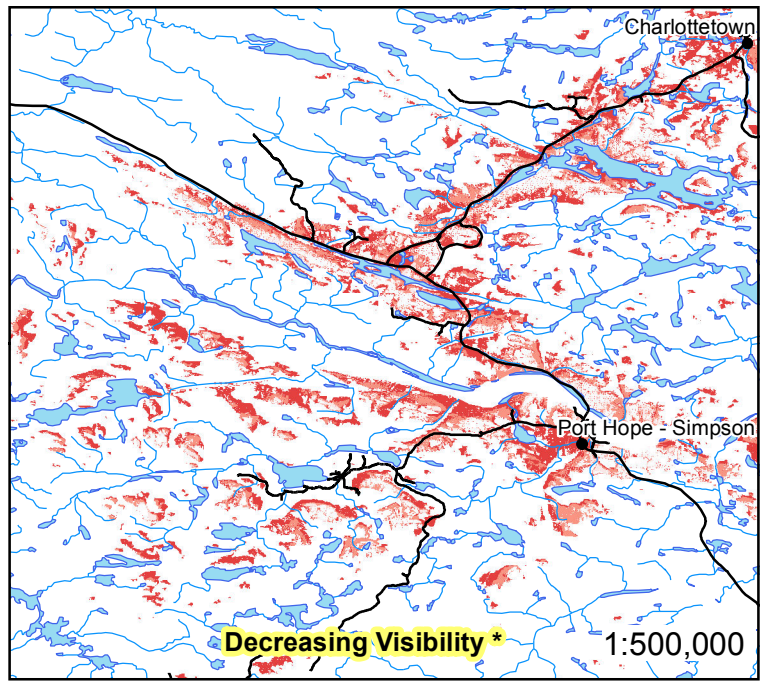 Charlottetown
Port Hope - Simpson
Decreasing Visibility *
1:500,000